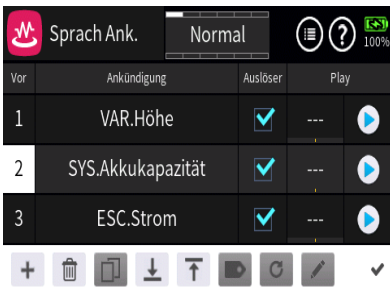 Sprach Ank. Normal 100%
Vor Ankündigung Auslöser Play
1 VAR.Höhe ---
2 SYS.Akkukapazität ---
3 ESC.Strom ---